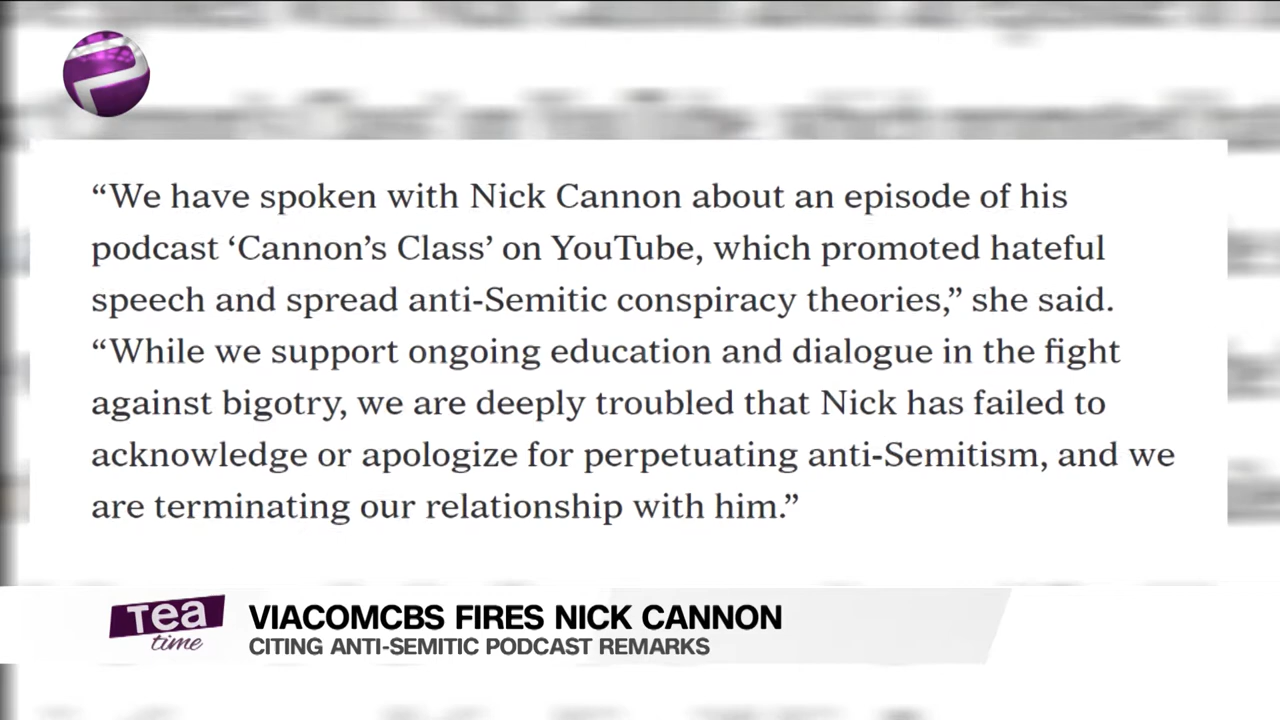 “We have spoken with Nick Cannon about an episode of his
podcast ‘Cannon’s Class’ on YouTube, which promoted hateful
speech and spread anti-Semitic conspiracy theories,” she said.
“While we support ongoing education and dialogue in the fight
against bigotry, we are deeply troubled that Nick has failed to
acknowledge or apologize for perpetuating anti-Semitism, and we
are terminating our relationship with him.”
Tea
time
VIACOMCBS FIRES NICK CANNON
CITING ANTI-SEMITIC PODCAST REMARKS